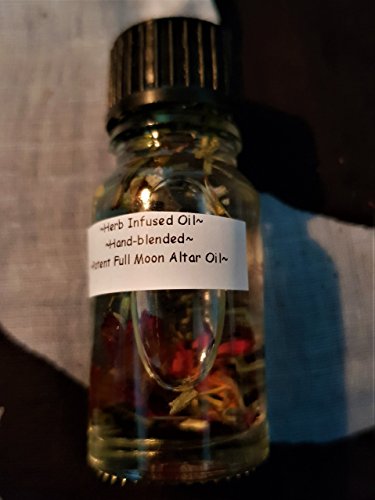 ~Herb Infused Oil~
~Hand-blended~
Potent Full Moon Altar Oil~